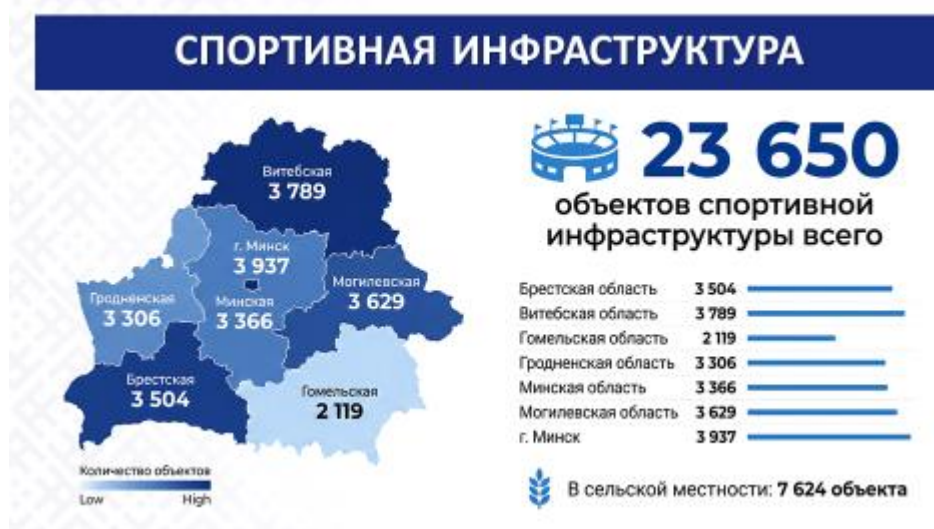 СПОРТИВНАЯ ИНФРАСТРУКТУРА
Витебская
3 789
г. Минск
3 937
Могилевская
3 629
Гродненская
3 306
Минская
3 366
Брестская
3 504
Гомельская
2 119
Количество объектов
Low High
23 650
объектов спортивной
инфраструктуры всего
Брестская область 3 504
Витебская область 3 789
Гомельская область 2 119
Гродненская область 3 306
Минская область 3 366
Могилевская область 3 629
г. Минск 3 937
В сельской местности: 7 624 объекта